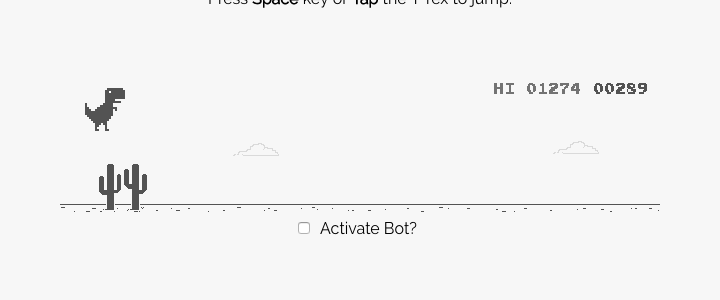 Press Space key or Tap the T-rex to jump.
HI 01274 00289
Activate Bot?